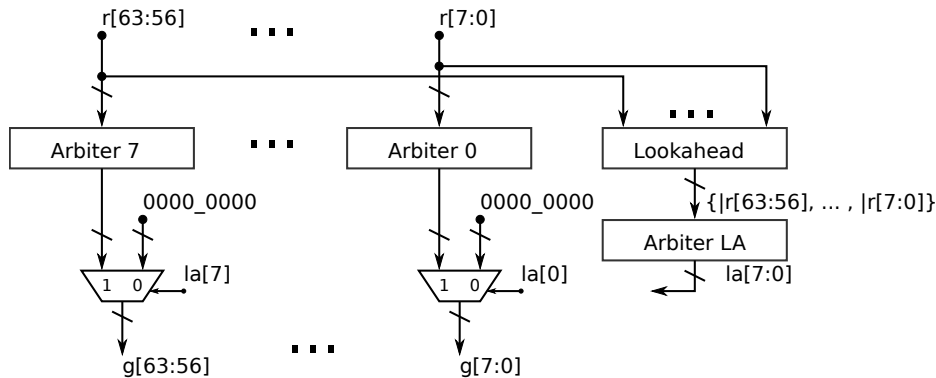 r[63:56] ... r[7:0]
...
Arbiter 7 ... Arbiter 0 Lookahead
0000_0000 0000_0000 {|r[63:56], ... , |r[7:0]}
Arbiter LA
1 0 la[7] 1 0 la[0] la[7:0]
...
g[63:56] g[7:0]